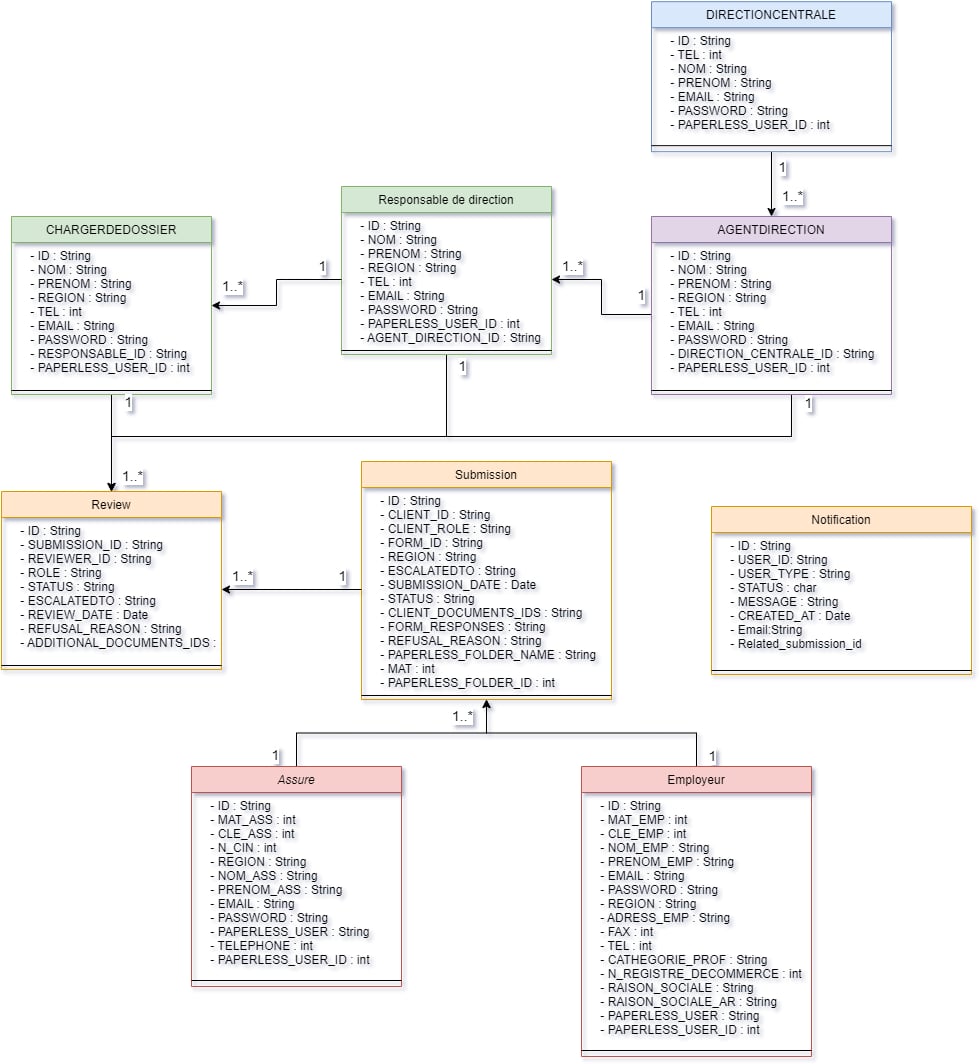 DIRECTIONCENTRALE
- ID : String
- TEL : int
- NOM : String
- PRENOM : String
- EMAIL : String
- PASSWORD : String
- PAPERLESS_USER_ID : int
1
1..*
Responsable de direction
- ID : String
- NOM : String
- PRENOM : String
- REGION : String
- TEL : int
- EMAIL : String
- PASSWORD : String
- PAPERLESS_USER_ID : int
- AGENT_DIRECTION_ID : String
CHARGERDEDOSSIER
- ID : String
- NOM : String
- PRENOM : String
- REGION : String
- TEL : int
- EMAIL : String
- PASSWORD : String
- RESPONSABLE_ID : String
- PAPERLESS_USER_ID : int
AGENTDIRECTION
- ID : String
- NOM : String
- PRENOM : String
- REGION : String
- TEL : int
- EMAIL : String
- PASSWORD : String
- DIRECTION_CENTRALE_ID : String
- PAPERLESS_USER_ID : int
1..*
1
1..*
1
1
1
1
1..*
Review
- ID : String
- SUBMISSION_ID : String
- REVIEWER_ID : String
- ROLE : String
- STATUS : String
- ESCALATEDTO : String
- REVIEW_DATE : Date
- REFUSAL_REASON : String
- ADDITIONAL_DOCUMENTS_IDS :
1..*
1
Submission
- ID : String
- CLIENT_ID : String
- CLIENT_ROLE : String
- FORM_ID : String
- REGION : String
- ESCALATEDTO : String
- SUBMISSION_DATE : Date
- STATUS : String
- CLIENT_DOCUMENTS_IDS : String
- FORM_RESPONSES : String
- REFUSAL_REASON : String
- PAPERLESS_FOLDER_NAME : String
- MAT : int
- PAPERLESS_FOLDER_ID : int
Notification
- ID : String
- USER_ID: String
- USER_TYPE : String
- STATUS : char
- MESSAGE : String
- CREATED_AT : Date
- Email:String
- Related_submission_id
1..*
1
1
Assure
- ID : String
- MAT_ASS : int
- CLE_ASS : int
- N_CIN : int
- REGION : String
- NOM_ASS : String
- PRENOM_ASS : String
- EMAIL : String
- PASSWORD : String
- PAPERLESS_USER : String
- TELEPHONE : int
- PAPERLESS_USER_ID : int
Employeur
- ID : String
- MAT_EMP : int
- CLE_EMP : int
- NOM_EMP : String
- PRENOM_EMP : String
- EMAIL : String
- PASSWORD : String
- REGION : String
- ADRESS_EMP : String
- FAX : int
- TEL : int
- CATHEGORIE_PROF : String
- N_REGISTRE_DECOMMERCE : int
- RAISON_SOCIALE : String
- RAISON_SOCIALE_AR : String
- PAPERLESS_USER : String
- PAPERLESS_USER_ID : int